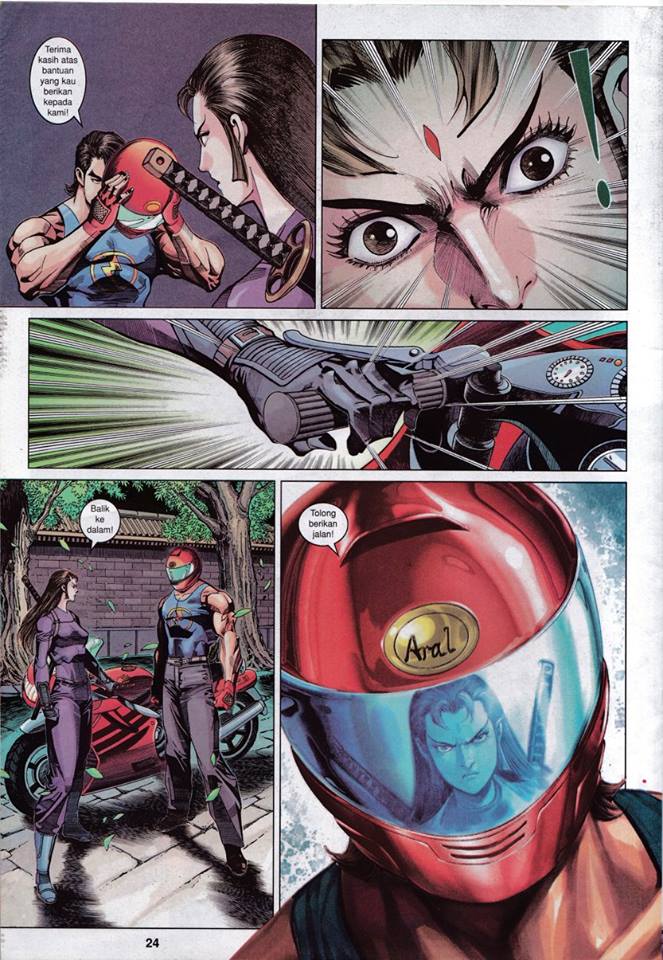 Terima
kasih atas
bantuan
yang kau
berikan
kepada
kami!
!
Balik
ke
dalam!
Tolong
berikan
jalan!
Aral
24